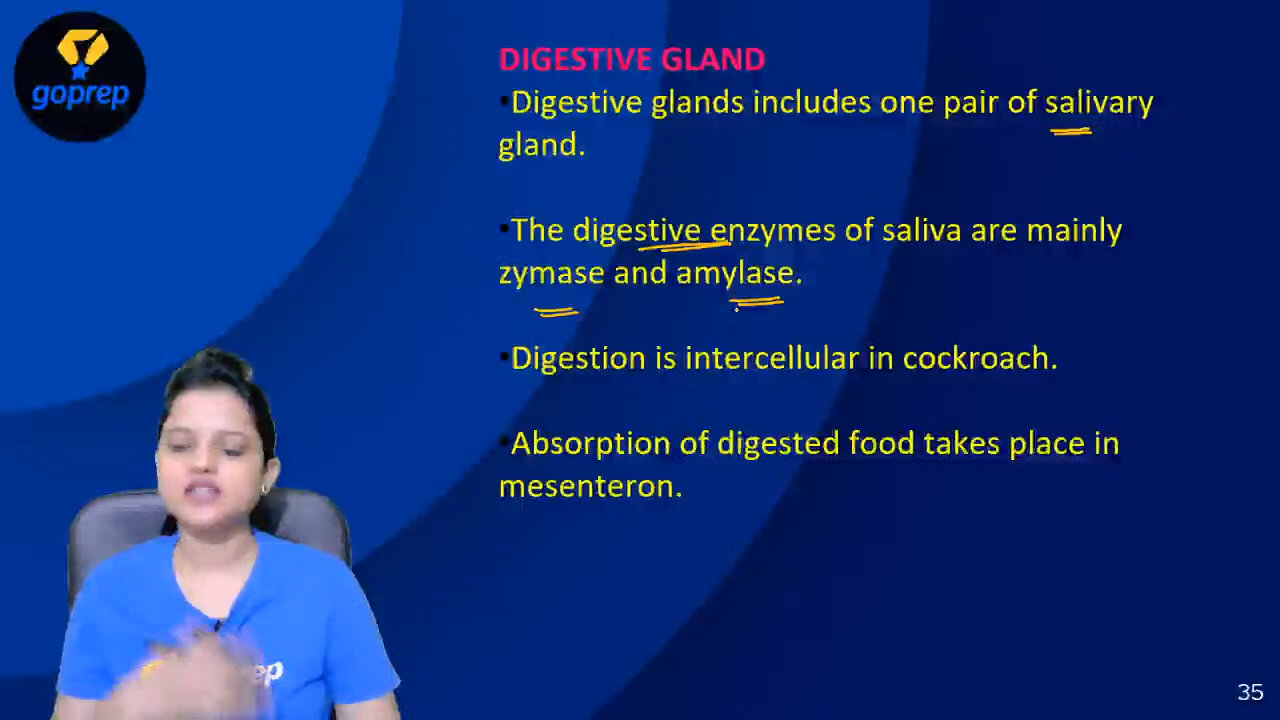 goprep
DIGESTIVE GLAND
•Digestive glands includes one pair of salivary
gland.
•The digestive enzymes of saliva are mainly
zymase and amylase.
•Digestion is intercellular in cockroach.
•Absorption of digested food takes place in
mesenteron.
ep
35